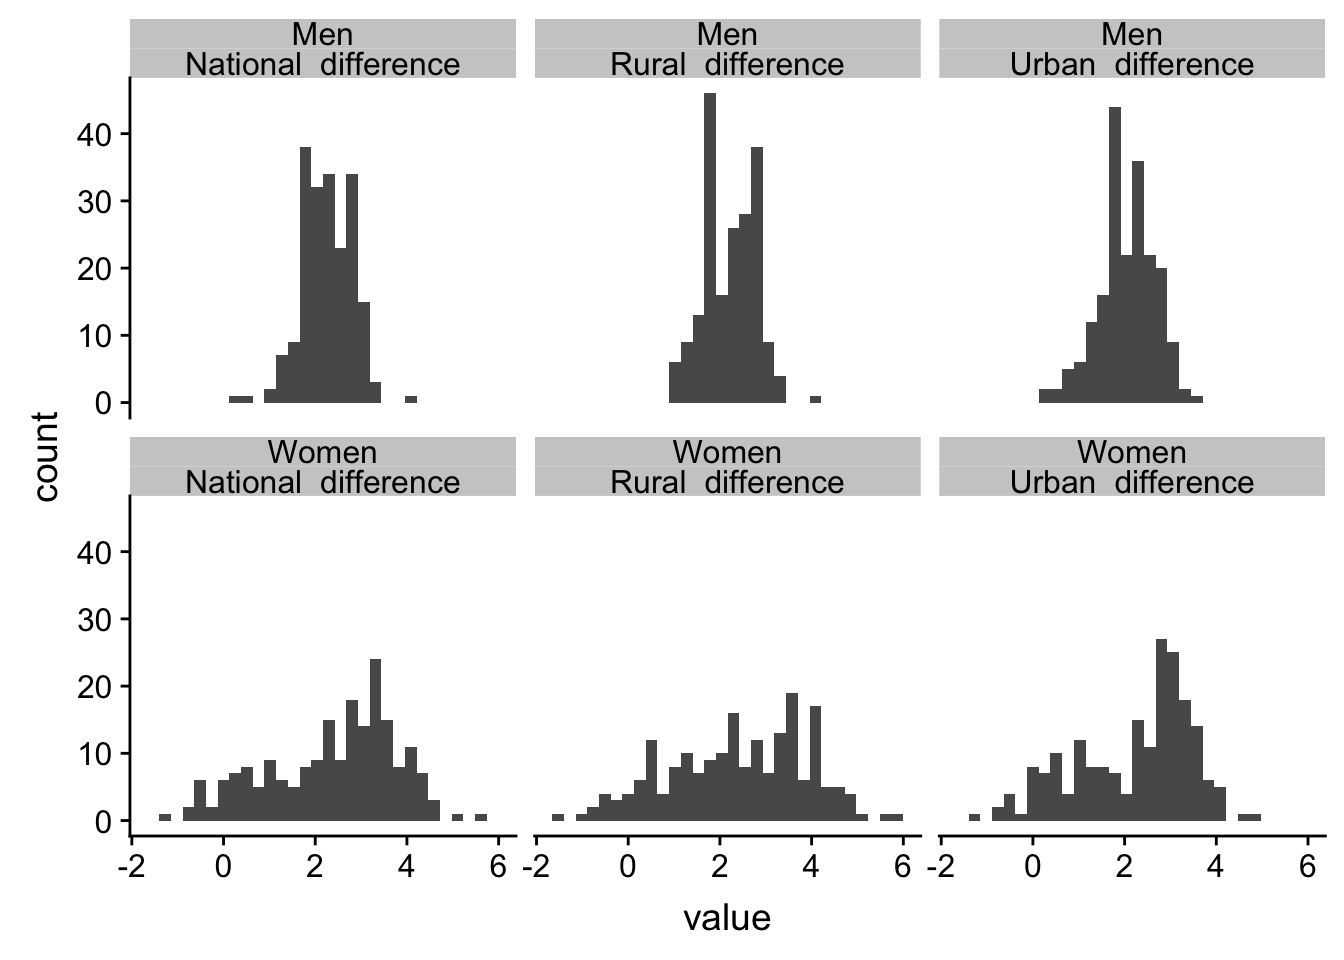 Men Men Men
National difference Rural difference Urban difference
40
30
20
10
0
count
Women Women Women
National difference Rural difference Urban difference
40
30
20
10
0
-2 0 2 4 6 -2 0 2 4 6 -2 0 2 4 6
value